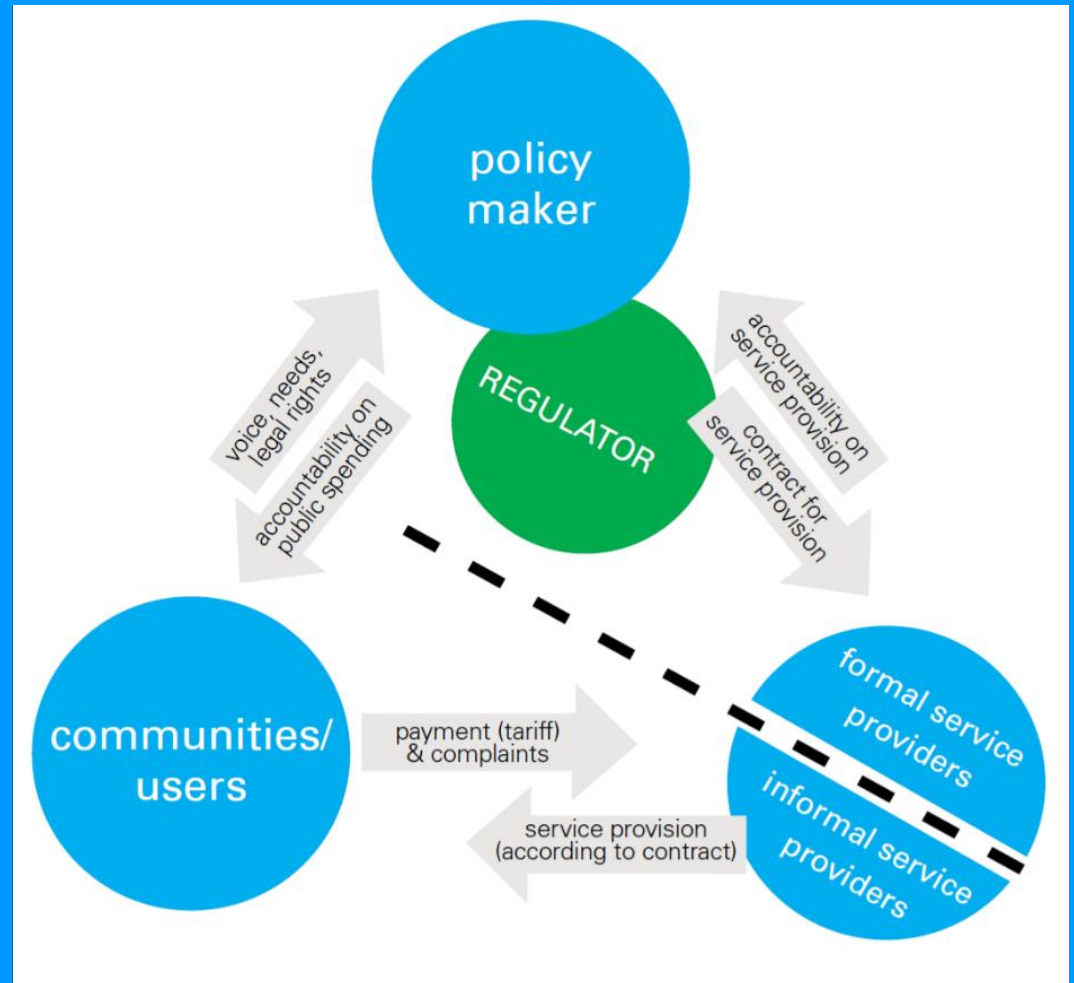 policy
maker
REGULATOR
voice, needs,
legal rights
accountability on
public spending
accountability on
service provision
contract for
service provision
communities/
users
payment (tariff)
& complaints
service provision
(according to contract)
formal service
providers
informal service
providers